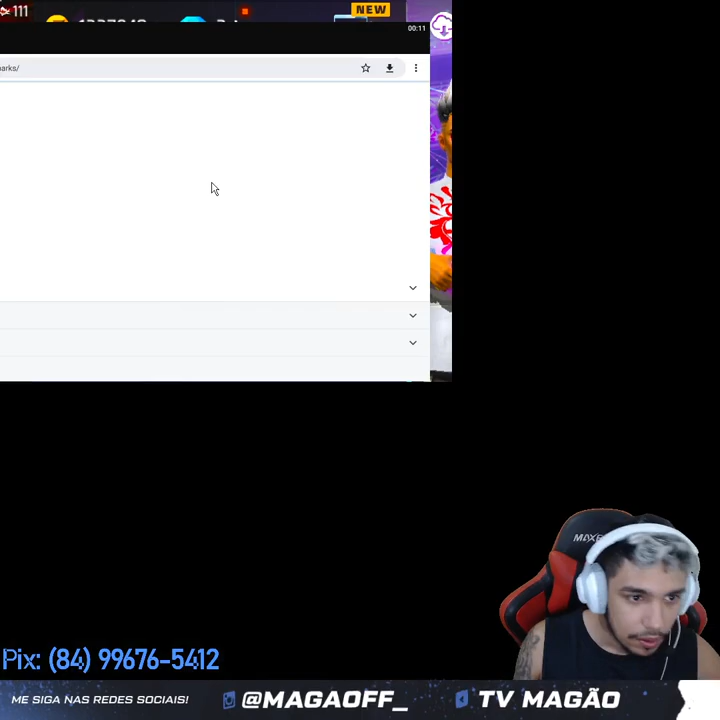 111
NEW
00:11
arks/
Pix: (84) 99676-5412
ME SIGA NAS REDES SOCIAIS!
@MAGAOFF_
TV MAGÃO